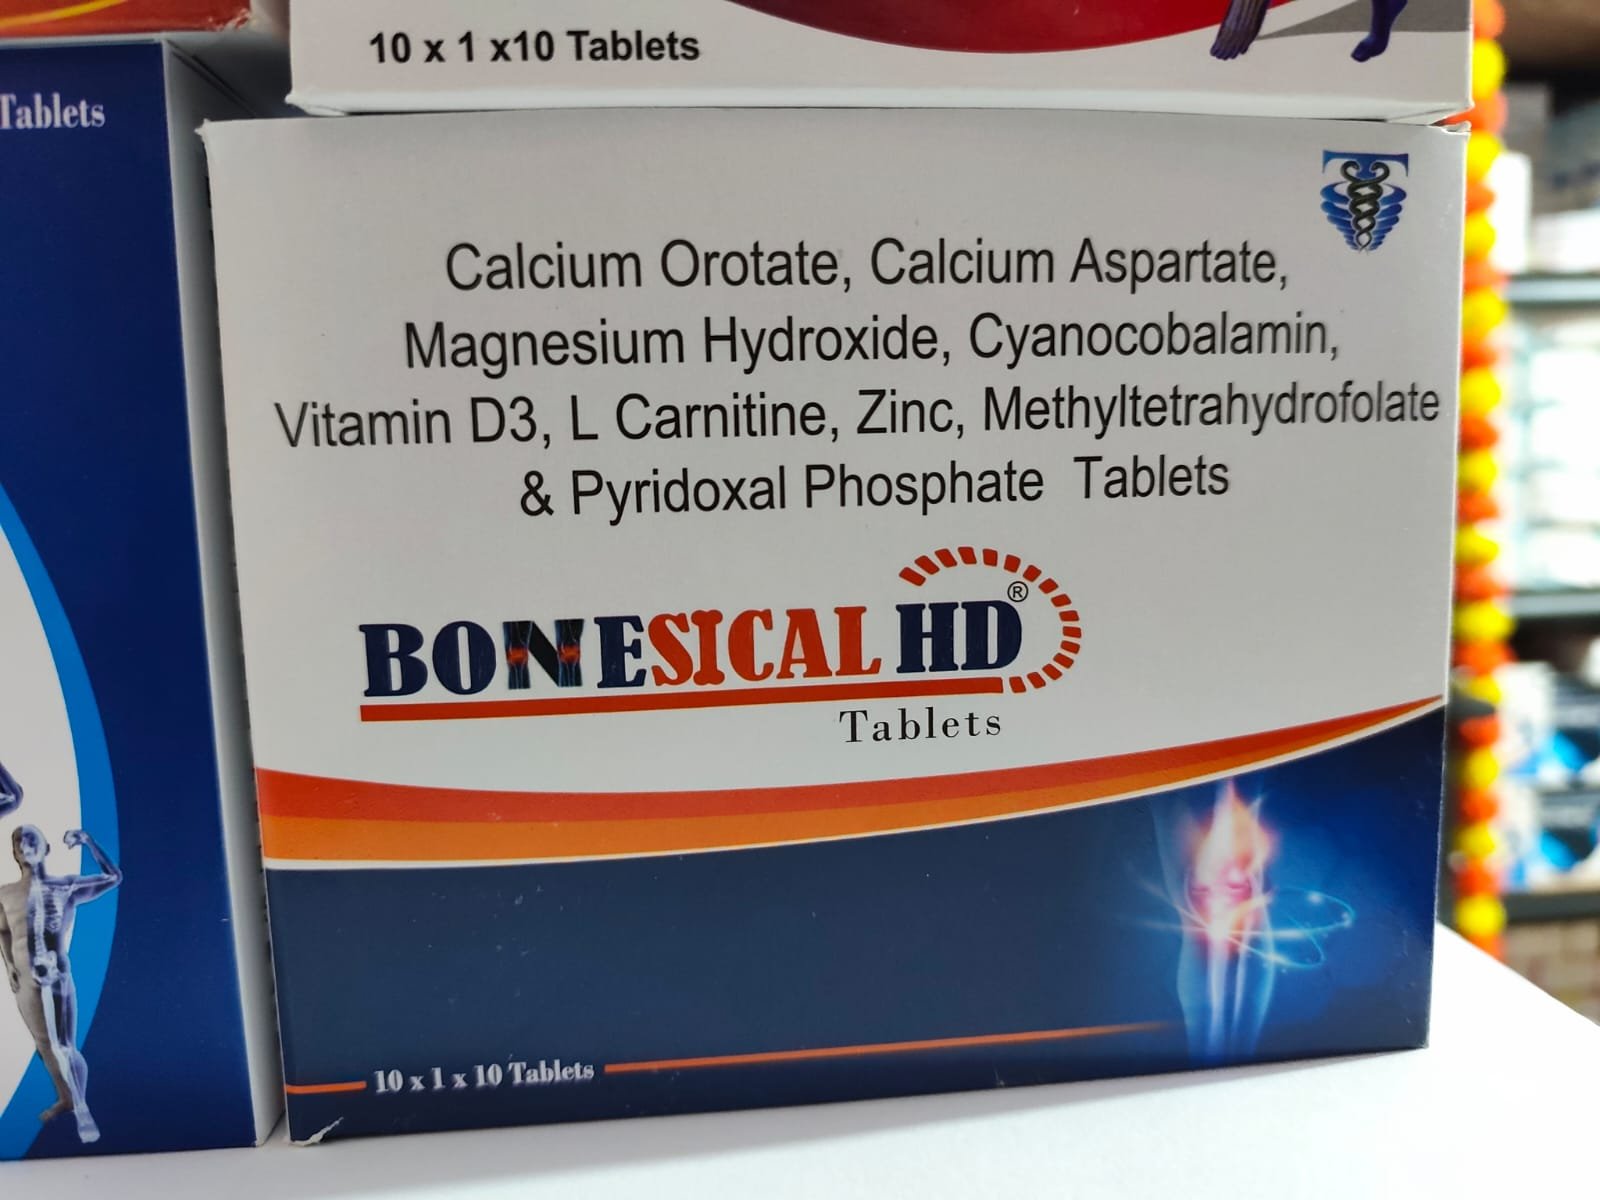 10 x 1 x10 Tablets
Tablets
Calcium Orotate, Calcium Aspartate,
Magnesium Hydroxide, Cyanocobalamin,
Vitamin D3, L Carnitine, Zinc, Methyltetrahydrofolate
& Pyridoxal Phosphate Tablets
BONESICAL HD®
Tablets
10 x 1 x 10 Tablets